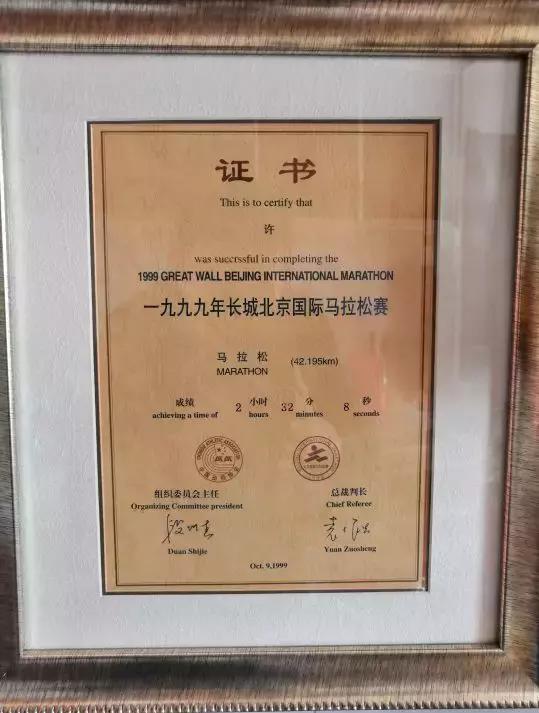 证书
This is to certify that
许
was succrssful in completing the
1999 GREAT WALL BEIJING INTERNATIONAL MARATHON
一九九九年长城北京国际马拉松赛
马拉松 (42.195km)
MARATHON
成绩 2 小时 32 分 8 秒
achieving a time of hours minutes seconds
组织委员会主任 总裁判长
Organizing Committee president Chief Referee
Duan Shijie Yuan Zuosheng
Oct. 9,1999